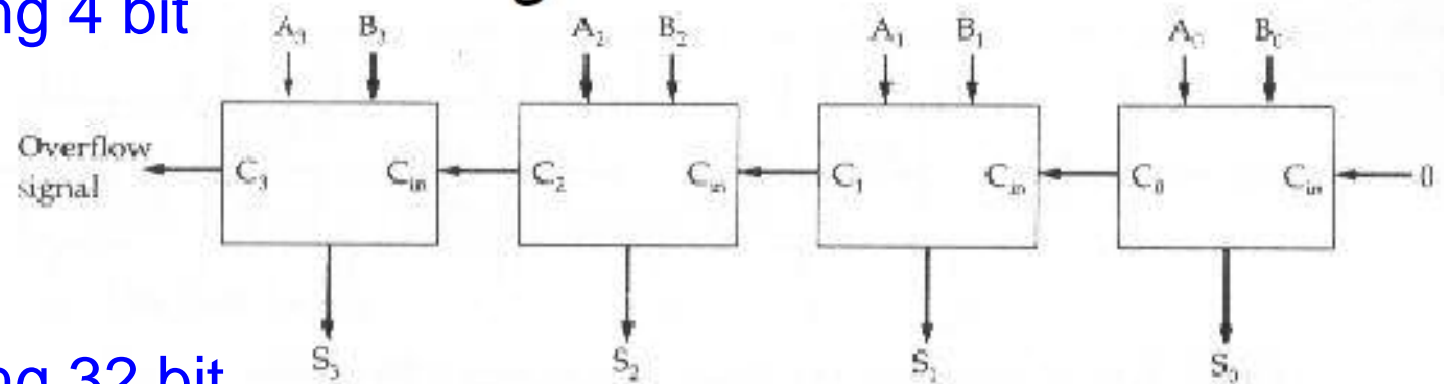 ng 4 bit
A₃ B₃ A₂ B₂ A₁ B₁ A₀ B₀
Overflow
signal
C₃ Cᵢₙ C₂ Cᵢₙ C₁ Cᵢₙ C₀ Cᵢₙ 0
S₃ S₂ S₁ S₀
ng 32 bit